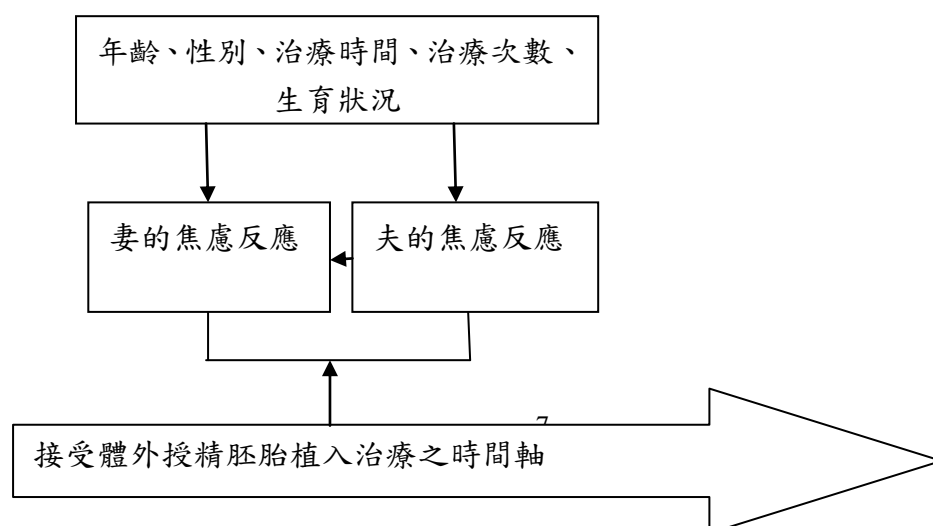 年齡、性別、治療時間、治療次數、
生育狀況
妻的焦慮反應
夫的焦慮反應
7
接受體外授精胚胎植入治療之時間軸